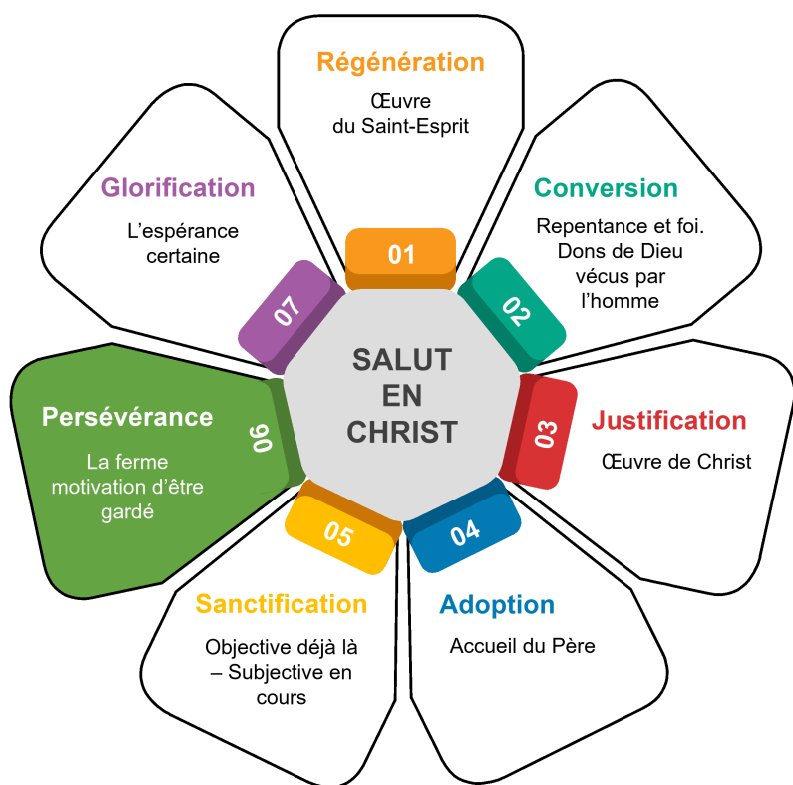 Régénération
Œuvre
du Saint-Esprit
01
Conversion
Repentance et foi.
Dons de Dieu
vécus par
l’homme
02
Justification
Œuvre de Christ
03
Adoption
Accueil du Père
04
Sanctification
Objective déjà là
– Subjective en
cours
05
Persévérance
La ferme
motivation d’être
gardé
06
Glorification
L’espérance
certaine
07
SALUT
EN
CHRIST